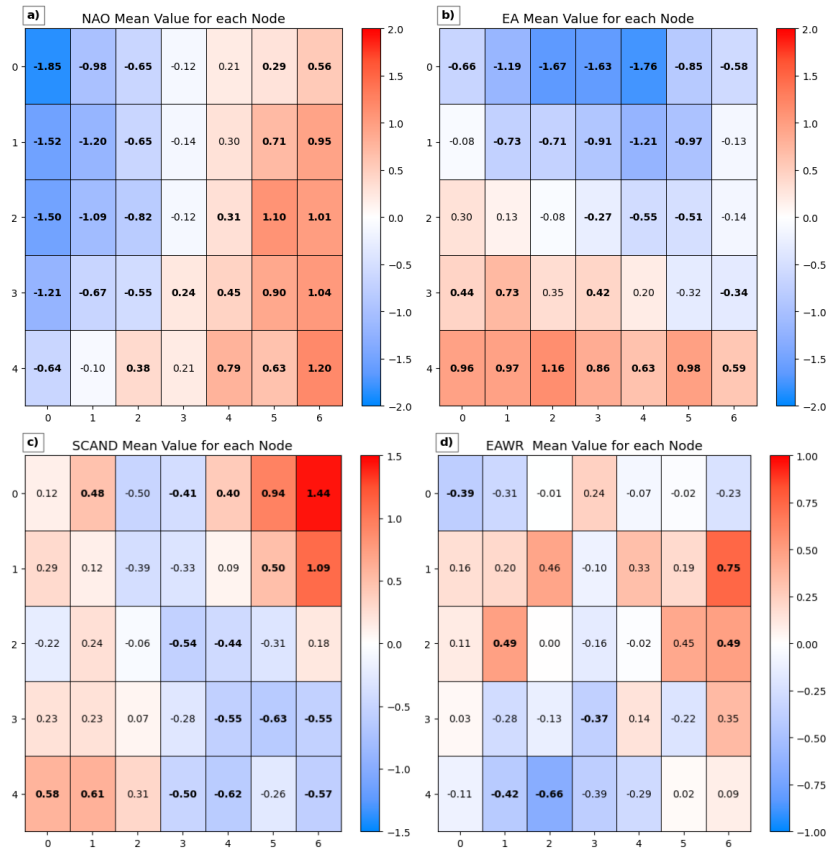 a) NAO Mean Value for each Node
0 -1.85 -0.98 -0.65 -0.12 0.21 0.29 0.56
1 -1.52 -1.20 -0.65 -0.14 0.30 0.71 0.95
2 -1.50 -1.09 -0.82 -0.12 0.31 1.10 1.01
3 -1.21 -0.67 -0.55 0.24 0.45 0.90 1.04
4 -0.64 -0.10 0.38 0.21 0.79 0.63 1.20
0 1 2 3 4 5 6
2.0
1.5
1.0
0.5
0.0
−0.5
−1.0
−1.5
−2.0
b) EA Mean Value for each Node
0 -0.66 -1.19 -1.67 -1.63 -1.76 -0.85 -0.58
1 -0.08 -0.73 -0.71 -0.91 -1.21 -0.97 -0.13
2 0.30 0.13 -0.08 -0.27 -0.55 -0.51 -0.14
3 0.44 0.73 0.35 0.42 0.20 -0.32 -0.34
4 0.96 0.97 1.16 0.86 0.63 0.98 0.59
0 1 2 3 4 5 6
2.0
1.5
1.0
0.5
0.0
−0.5
−1.0
−1.5
−2.0
c) SCAND Mean Value for each Node
0 0.12 0.48 -0.50 -0.41 0.40 0.94 1.44
1 0.29 0.12 -0.39 -0.33 0.09 0.50 1.09
2 -0.22 0.24 -0.06 -0.54 -0.44 -0.31 0.18
3 0.23 0.23 0.07 -0.28 -0.55 -0.63 -0.55
4 0.58 0.61 0.31 -0.50 -0.62 -0.26 -0.57
0 1 2 3 4 5 6
1.5
1.0
0.5
0.0
−0.5
−1.0
−1.5
d) EAWR Mean Value for each Node
0 -0.39 -0.31 -0.01 0.24 -0.07 -0.02 -0.23
1 0.16 0.20 0.46 -0.10 0.33 0.19 0.75
2 0.11 0.49 0.00 -0.16 -0.02 0.45 0.49
3 0.03 -0.28 -0.13 -0.37 0.14 -0.22 0.35
4 -0.11 -0.42 -0.66 -0.39 -0.29 0.02 0.09
0 1 2 3 4 5 6
1.00
0.75
0.50
0.25
0.00
−0.25
−0.50
−0.75
−1.00